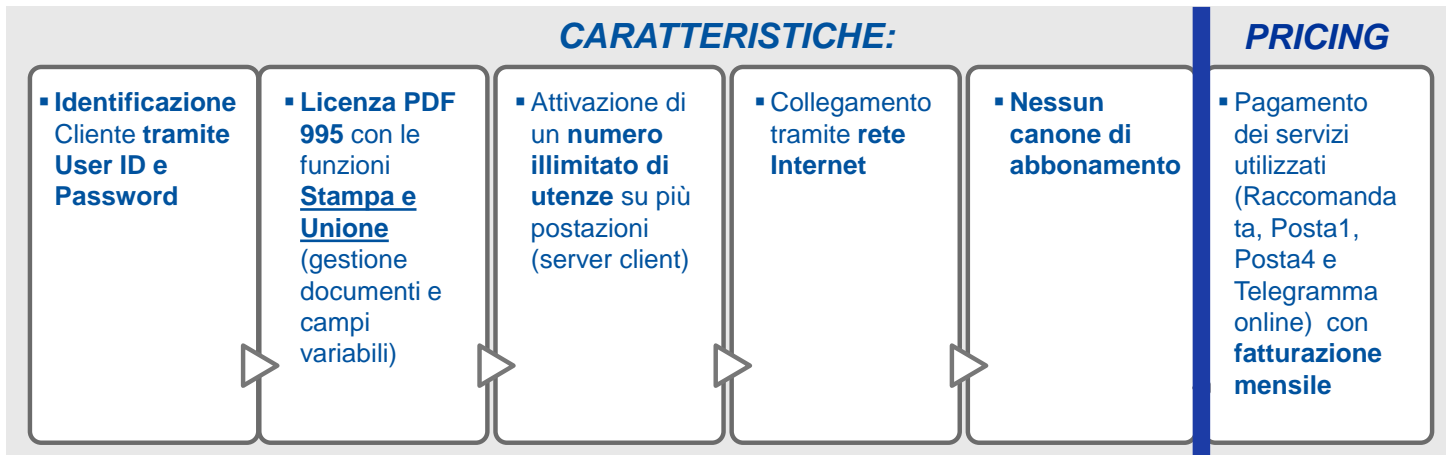 CARATTERISTICHE:
PRICING
▪ Identificazione
Cliente tramite
User ID e
Password
▪ Licenza PDF
995 con le
funzioni
Stampa e
Unione
(gestione
documenti e
campi
variabili)
▪ Attivazione di
un numero
illimitato di
utenze su più
postazioni
(server client)
▪ Collegamento
tramite rete
Internet
▪ Nessun
canone di
abbonamento
▪ Pagamento
dei servizi
utilizzati
(Raccomanda
ta, Posta1,
Posta4 e
Telegramma
online) con
fatturazione
mensile